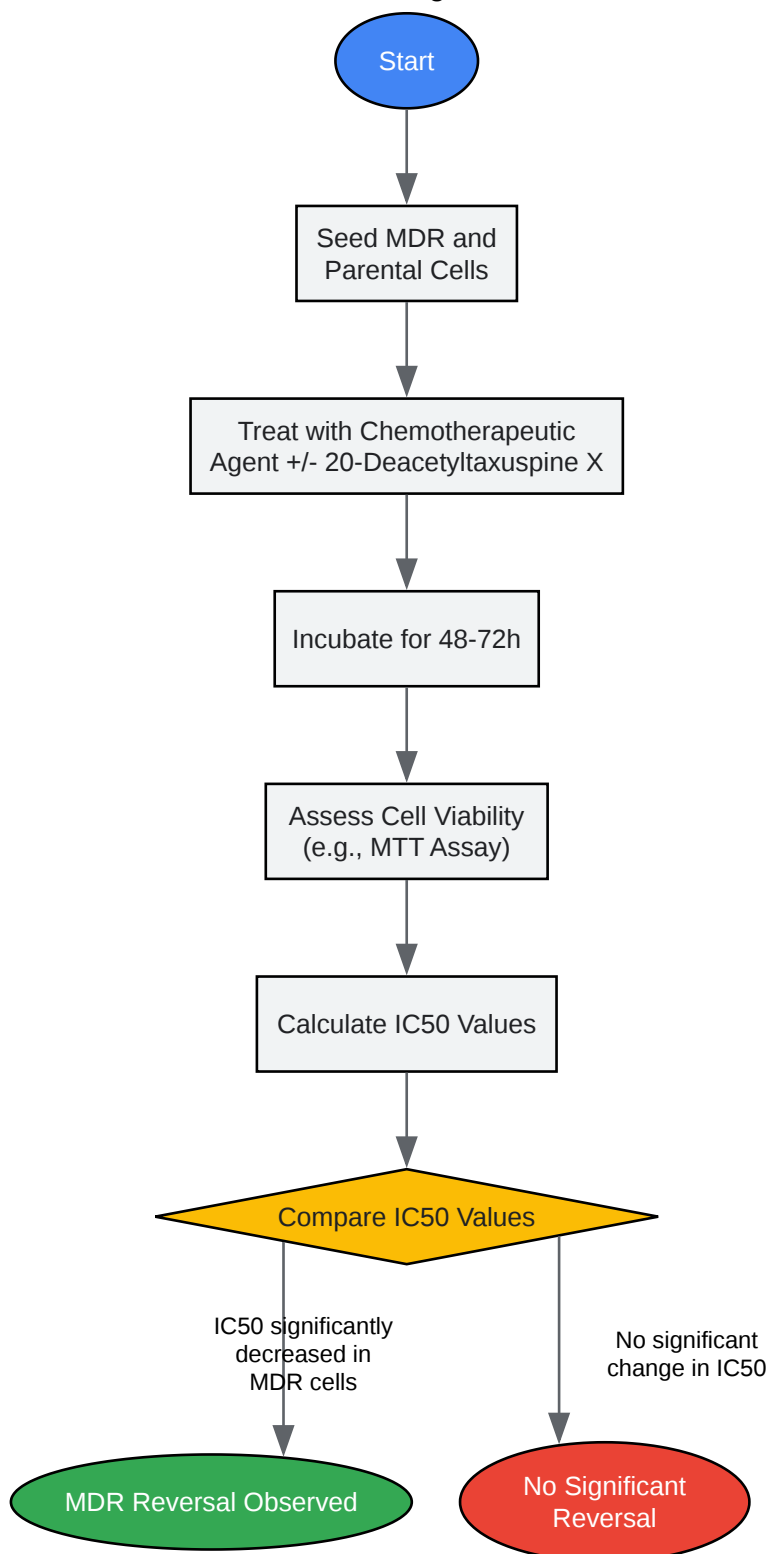 Start
Seed MDR and
Parental Cells
Treat with Chemotherapeutic
Agent +/- 20-Deacetyltaxuspine X
Incubate for 48-72h
Assess Cell Viability
(e.g., MTT Assay)
Calculate IC50 Values
Compare IC50 Values
IC50 significantly
decreased in
MDR cells
No significant
change in IC50
MDR Reversal Observed
No Significant
Reversal